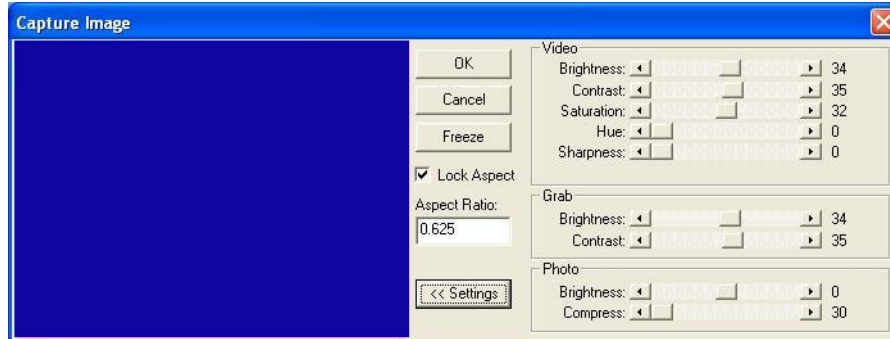 Capture Image
OK
Cancel
Freeze
Lock Aspect
Aspect Ratio:
0.625
<< Settings
Video
Brightness: 34
Contrast: 35
Saturation: 32
Hue: 0
Sharpness: 0
Grab
Brightness: 34
Contrast: 35
Photo
Brightness: 0
Compress: 30